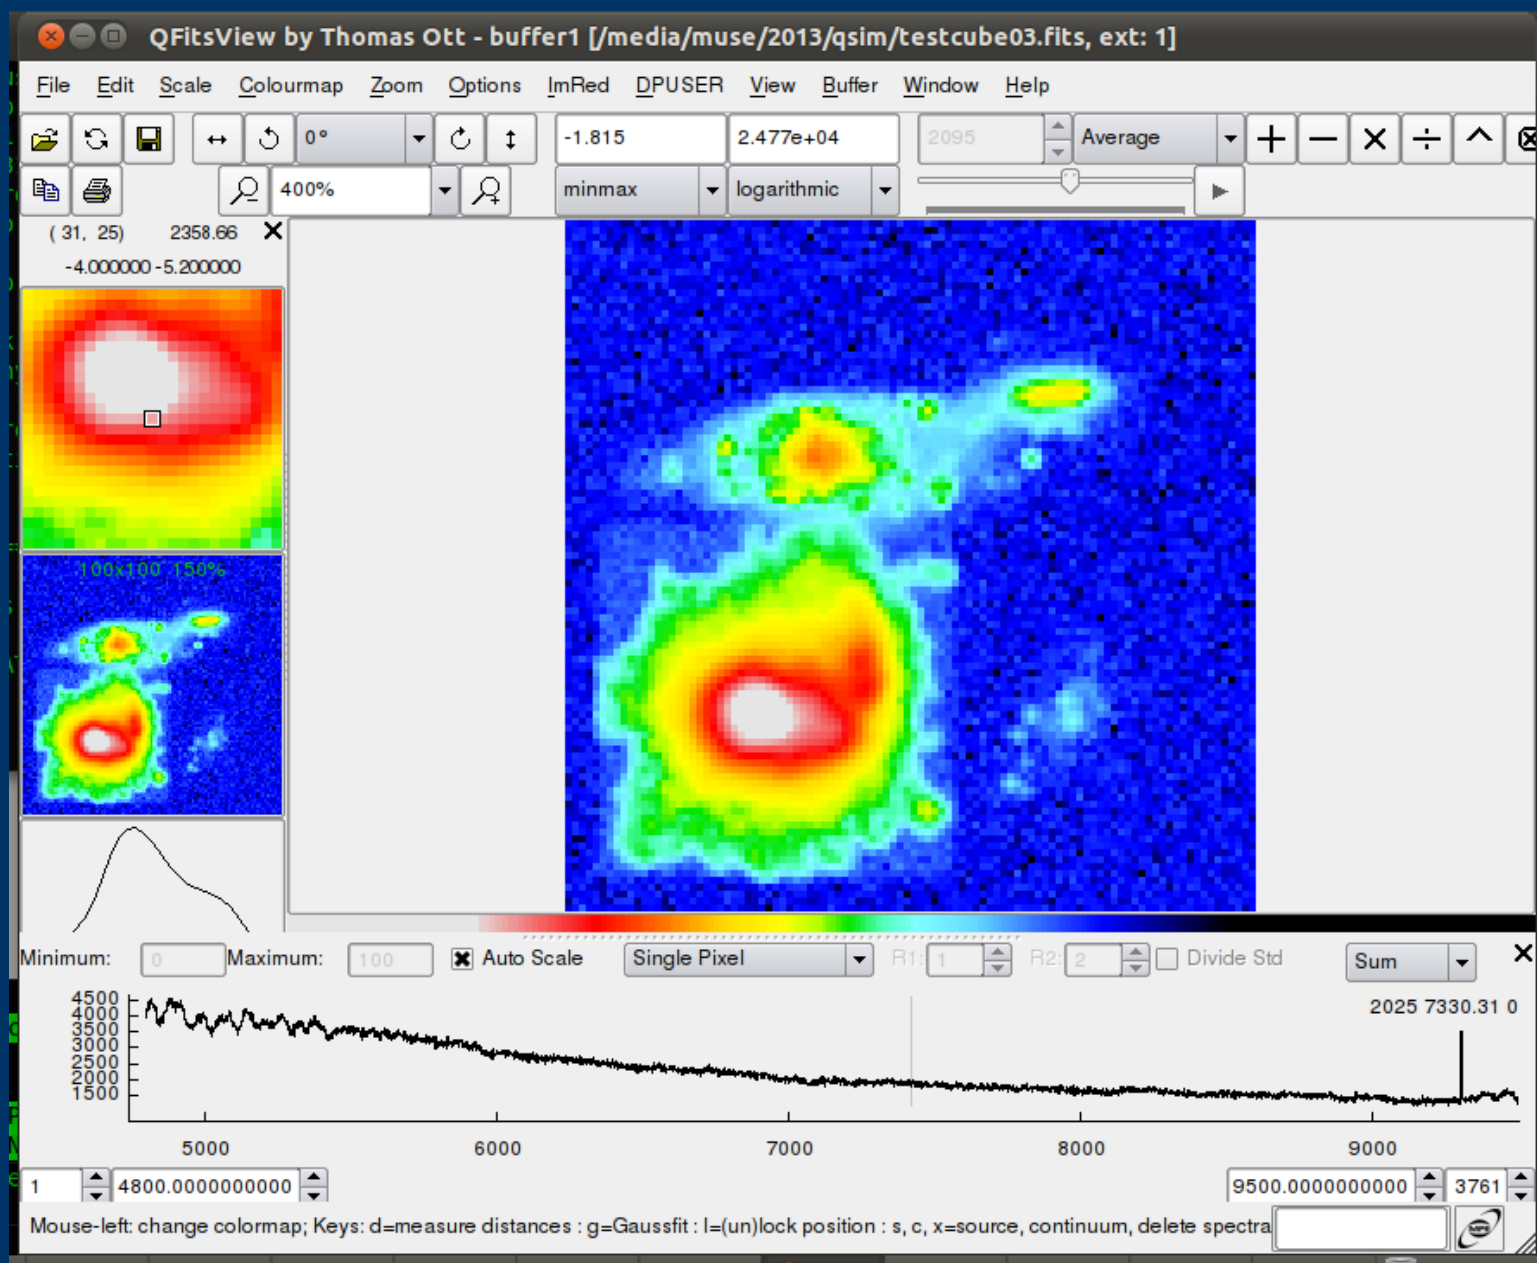 QFitsView by Thomas Ott - buffer1 [/media/muse/2013/qsim/testcube03.fits, ext: 1]
File Edit Scale Colourmap Zoom Options ImRed DPUSER View Buffer Window Help
0° -1.815 2.477e+04 2095 Average
400% minmax logarithmic
( 31, 25) 2358.66
-4.000000 -5.200000
100x100 150%
Minimum: 0 Maximum: 100 Auto Scale Single Pixel R1: 1 R2: 2 Divide Std Sum
2025 7330.31 0
4500
4000
3500
3000
2500
2000
1500
5000 6000 7000 8000 9000
1 4800.0000000000 9500.0000000000 3761
Mouse-left: change colormap; Keys: d=measure distances : g=Gaussfit : l=(un)lock position : s, c, x=source, continuum, delete spectra
MPE